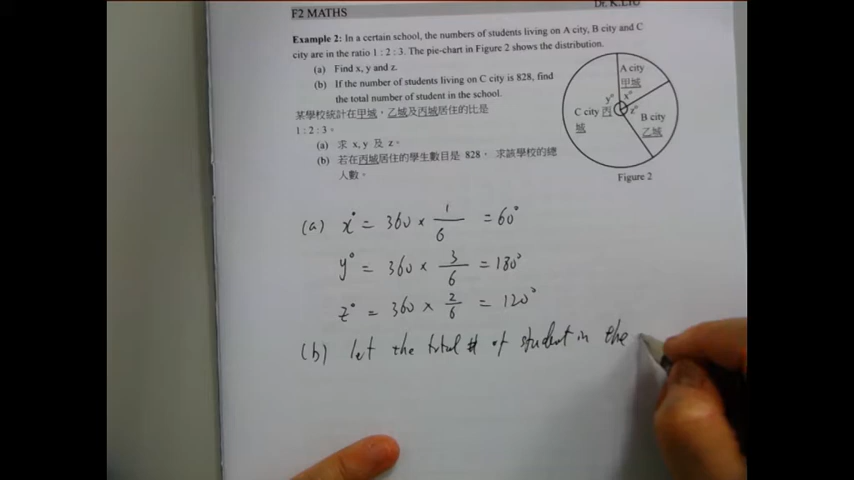 F2 MATHS
Dr. K.LIU
Example 2: In a certain school, the numbers of students living on A city, B city and C
city are in the ratio 1 : 2 : 3. The pie-chart in Figure 2 shows the distribution.
(a) Find x, y and z.
(b) If the number of students living on C city is 828, find
the total number of student in the school.
某學校統計在甲城，乙城及丙城居住的比是
1 : 2 : 3。
(a) 求 x, y 及 z。
(b) 若在丙城居住的學生數目是 828， 求該學校的總
人數。
A city
甲城
y°
x°
z°
C city 丙
城
B city
乙城
Figure 2
(a) x° = 360 × 1/6 = 60°
y° = 360 × 3/6 = 180°
z° = 360 × 2/6 = 120°
(b) let the total # of student in the